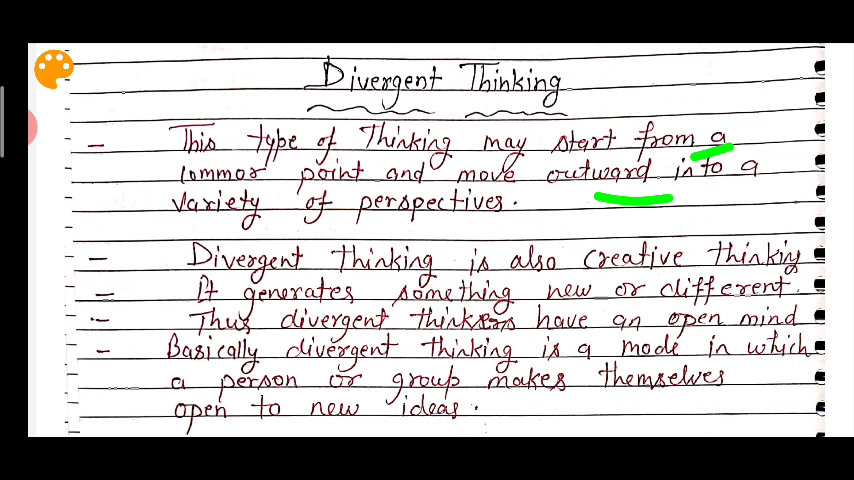 Divergent Thinking
- This type of Thinking may start from a
common point and move outward into a
variety of perspectives.
- Divergent thinking is also creative thinking
- It generates something new or different.
- Thus divergent thinkers have an open mind
- Basically divergent thinking is a mode in which
a person or group makes themselves
open to new ideas.